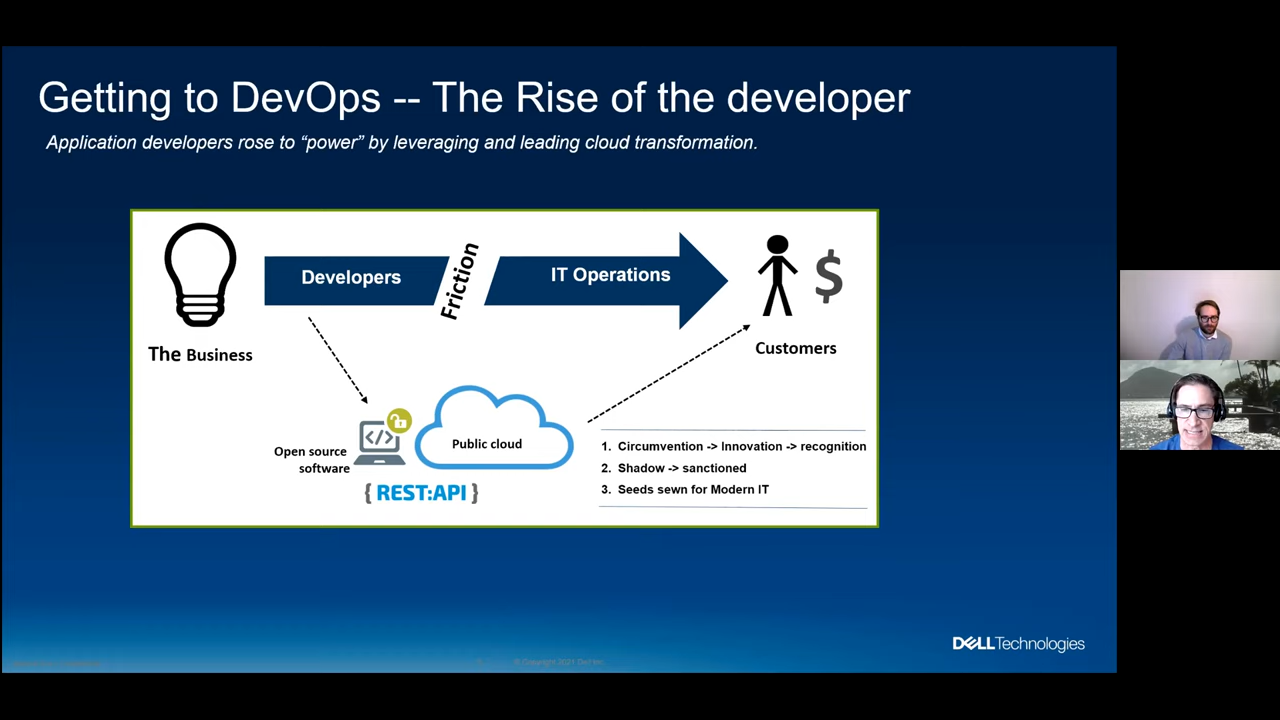 Getting to DevOps -- The Rise of the developer
Application developers rose to “power” by leveraging and leading cloud transformation.
Developers
Friction
IT Operations
$
The Business
Customers
Open source
software
Public cloud
{ REST:API }
1. Circumvention -> Innovation -> recognition
2. Shadow -> sanctioned
3. Seeds sewn for Modern IT
DELL Technologies